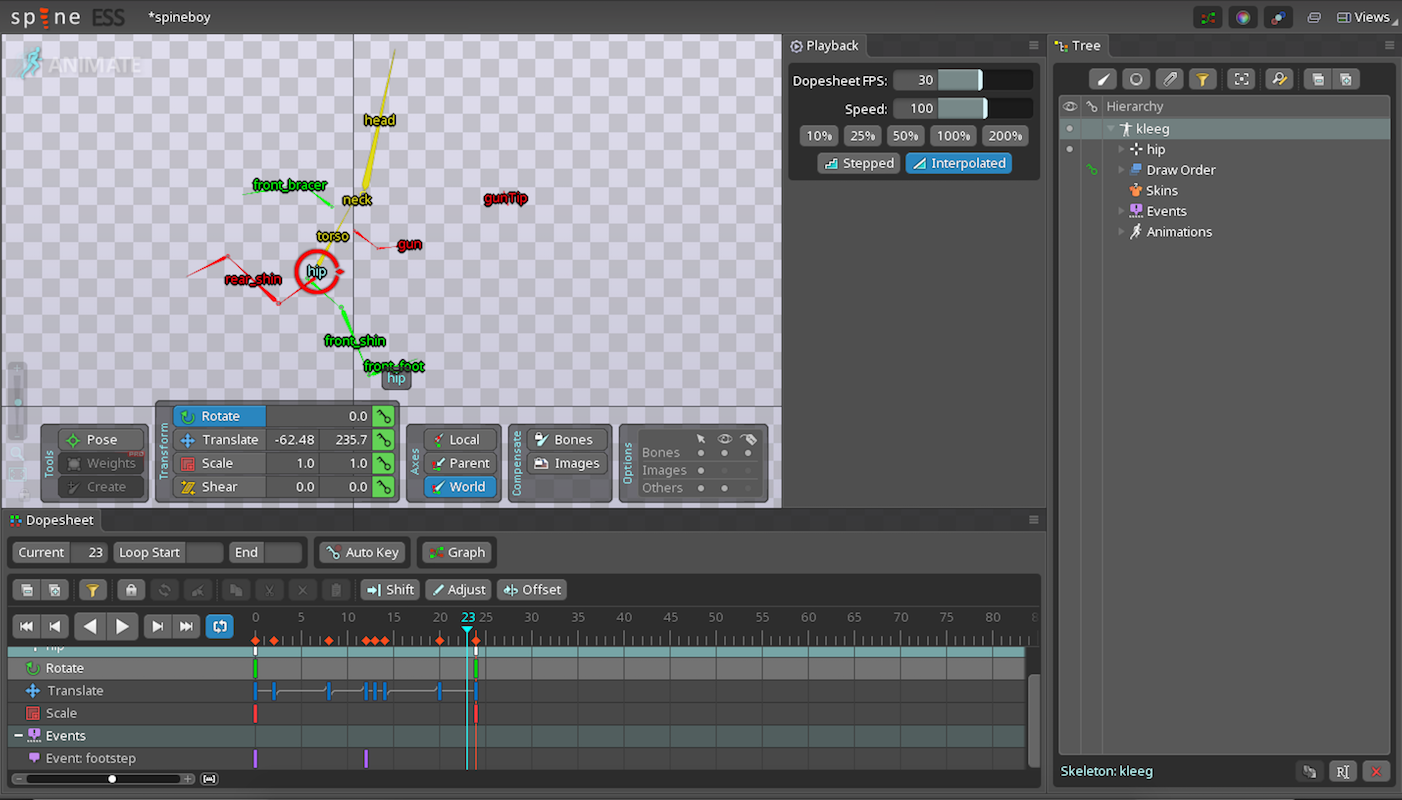 spine ESS *spineboy Views
ANIMATE
head
front_bracer
neck
gunTip
torso
gun
hip
rear_shin
front_shin
front_foot
hip
Tools
Pose
Weights PRO
Create
Transform
Rotate 0.0
Translate -62.48 235.7
Scale 1.0 1.0
Shear 0.0 0.0
Axes
Local
Parent
World
Compensate
Bones
Images
Options
Bones
Images
Others
Playback
Dopesheet FPS: 30
Speed: 100
10% 25% 50% 100% 200%
Stepped Interpolated
Tree
Hierarchy
kleeg
hip
Draw Order
Skins
Events
Animations
Skeleton: kleeg
Dopesheet
Current 23 Loop Start End Auto Key Graph
Shift Adjust Offset
0 5 10 15 20 23 25 30 35 40 45 50 55 60 65 70 75 80 8
hip
Rotate
Translate
Scale
Events
Event: footstep